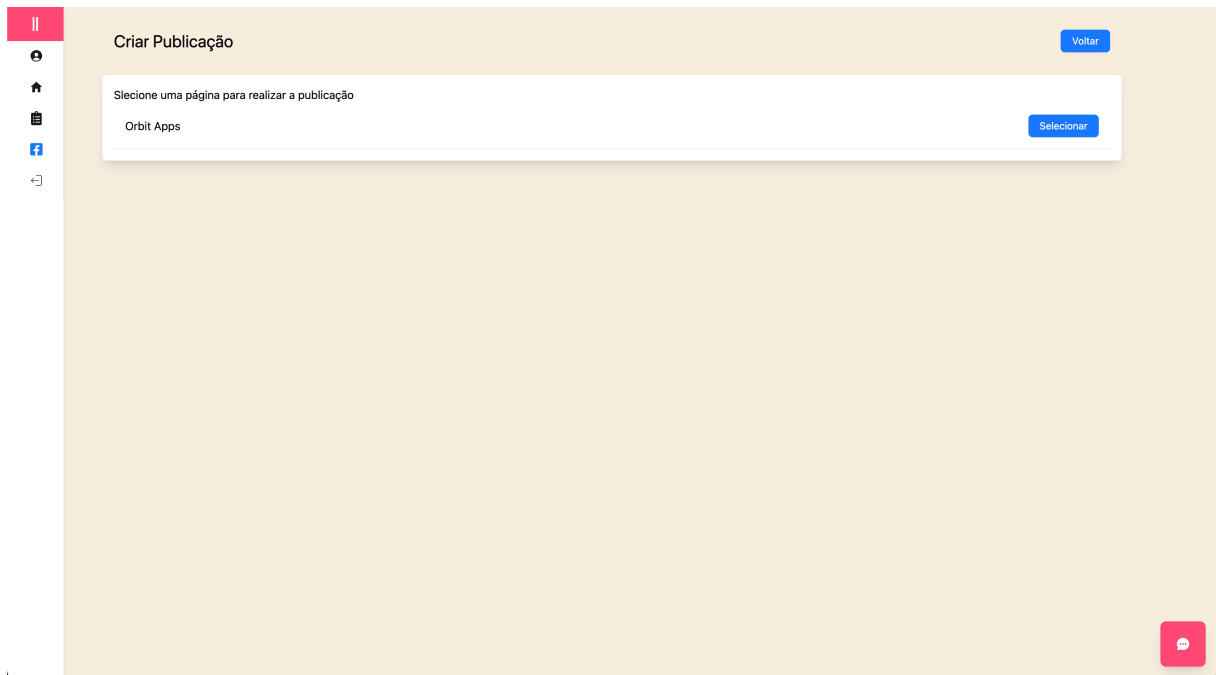 Criar Publicação
Voltar
Slecione uma página para realizar a publicação
Orbit Apps
Selecionar